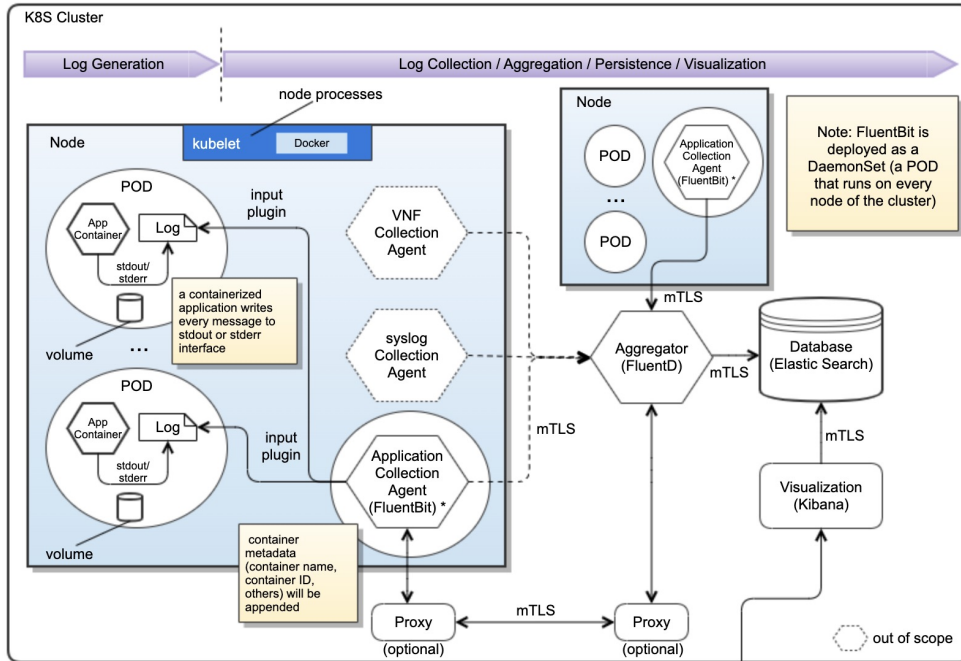 K8S Cluster
Log Generation
Log Collection / Aggregation / Persistence / Visualization
node processes
Node
kubelet
Docker
POD
App
Container
Log
stdout/
stderr
volume
...
input
plugin
a containerized
application writes
every message to
stdout or stderr
interface
POD
App
Container
Log
stdout/
stderr
volume
input
plugin
VNF
Collection
Agent
syslog
Collection
Agent
Application
Collection
Agent
(FluentBit) *
container
metadata
(container name,
container ID,
others) will be
appended
mTLS
Node
POD
...
POD
Application
Collection
Agent
(FluentBit) *
Note: FluentBit is
deployed as a
DaemonSet (a POD
that runs on every
node of the cluster)
mTLS
Aggregator
(FluentD)
mTLS
Database
(Elastic Search)
mTLS
Visualization
(Kibana)
Proxy
(optional)
mTLS
Proxy
(optional)
out of scope